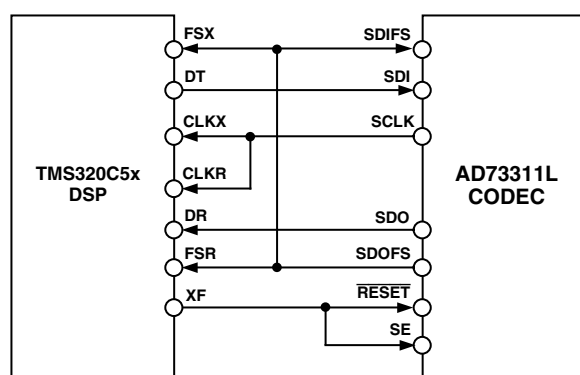 FSX SDIFS
DT SDI
CLKX SCLK
TMS320C5x
DSP
CLKR
AD73311L
CODEC
DR SDO
FSR SDOFS
XF RESET
SE